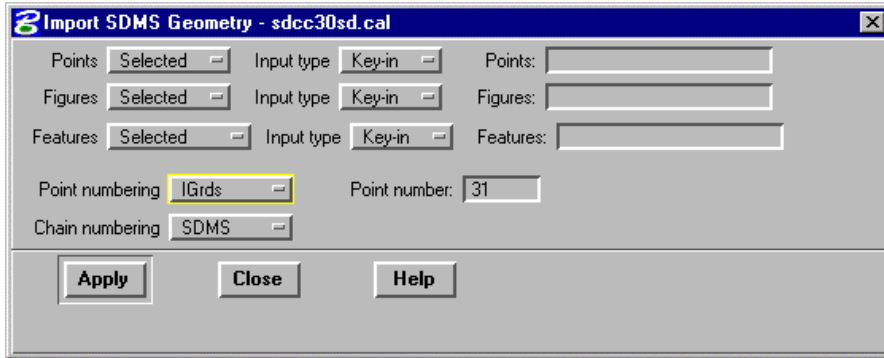 Import SDMS Geometry - sdcc30sd.cal
Points Selected Input type Key-in Points:
Figures Selected Input type Key-in Figures:
Features Selected Input type Key-in Features:
Point numbering IGrds Point number: 31
Chain numbering SDMS
Apply Close Help